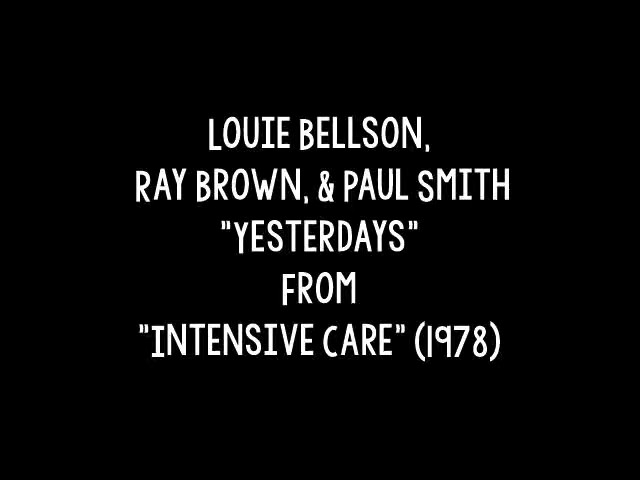 LOUIE BELLSON,
RAY BROWN, & PAUL SMITH
"YESTERDAYS"
FROM
"INTENSIVE CARE" (1978)